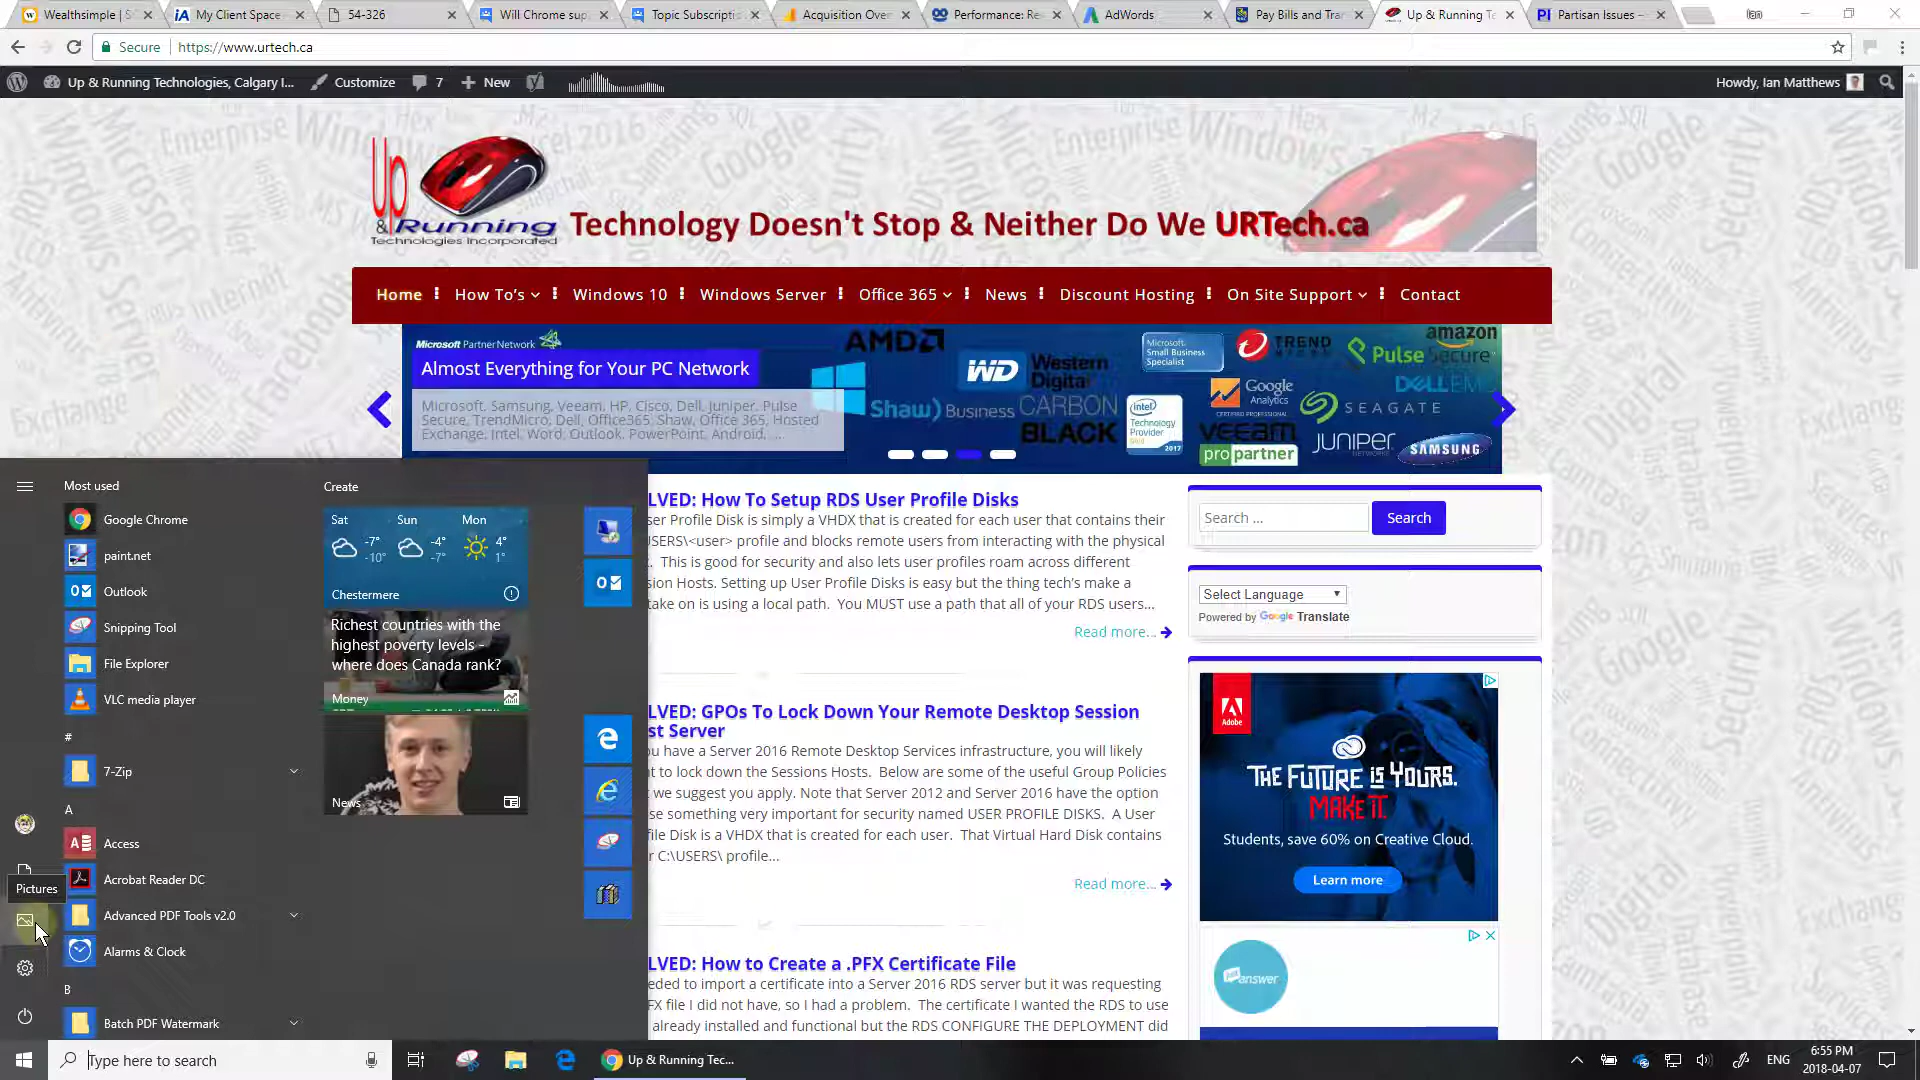 Wealthsimple | S
My Client Space
54-326
Will Chrome sup
Topic Subscripti
Acquisition Over
Performance: Re
AdWords
Pay Bills and Tra
Up & Running Te
Partisan Issues –
Ian
Secure
https://www.urtech.ca
Up & Running Technologies, Calgary I...
Customize
7
New
Howdy, Ian Matthews
Up
& Running
Technologies Incorporated
Technology Doesn't Stop & Neither Do We URTech.ca
Home
How To's
Windows 10
Windows Server
Office 365
News
Discount Hosting
On Site Support
Contact
Microsoft Partner Network
Almost Everything for Your PC Network
Microsoft, Samsung, Veeam, HP, Cisco, Dell, Juniper, Pulse
Secure, TrendMicro, Dell, Office365, Shaw, Office 365, Hosted
Exchange, Intel, Word, Outlook, PowerPoint, Android, ...
AMD
WD
Western
Digital
CARBON
BLACK
Shaw) Business
Microsoft
Small Business
Specialist
TREND
amazon
Pulse Secure
DELL EMC
Google
Analytics
SEAGATE
intel
Technology
Provider
2017
veeam
propartner
JUNIPER
SAMSUNG
Most used
Google Chrome
paint.net
Outlook
Snipping Tool
File Explorer
VLC media player
#
7-Zip
A
Access
Acrobat Reader DC
Advanced PDF Tools v2.0
Alarms & Clock
B
Batch PDF Watermark
Pictures
Create
Sat
Sun
Mon
-7°
-10°
-4°
-7°
4°
1°
Chestermere
Richest countries with the
highest poverty levels -
where does Canada rank?
Money
News
LVED: How To Setup RDS User Profile Disks
ser Profile Disk is simply a VHDX that is created for each user that contains their
USERS\<user> profile and blocks remote users from interacting with the physical
k. This is good for security and also lets user profiles roam across different
sion Hosts. Setting up User Profile Disks is easy but the thing tech's make a
take on is using a local path. You MUST use a path that all of your RDS users...
Read more...
LVED: GPOs To Lock Down Your Remote Desktop Session
st Server
ou have a Server 2016 Remote Desktop Services infrastructure, you will likely
nt to lock down the Sessions Hosts. Below are some of the useful Group Policies
we suggest you apply. Note that Server 2012 and Server 2016 have the option
se something very important for security named USER PROFILE DISKS. A User
file Disk is a VHDX that is created for each user. That Virtual Hard Disk contains
r C:\USERS\ profile...
Read more...
LVED: How to Create a .PFX Certificate File
eded to import a certificate into a Server 2016 RDS server but it was requesting
FX file I did not have, so I had a problem. The certificate I wanted the RDS to use
already installed and functional but the RDS CONFIGURE THE DEPLOYMENT did
Search ...
Search
Select Language
Powered by Google Translate
Adobe
THE FUTURE IS YOURS.
MAKE IT.
Students, save 60% on Creative Cloud.
Learn more
answer
Type here to search
Up & Running Tec...
ENG
6:55 PM
2018-04-07